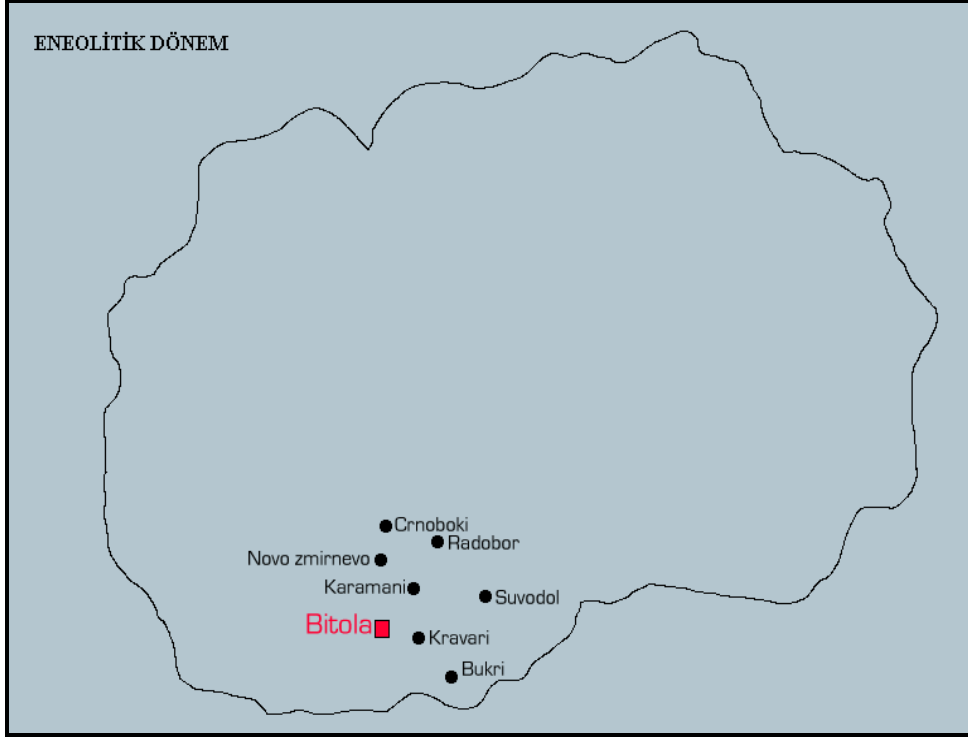 ENEOLİTİK DÖNEM
Crnoboki
Radobor
Novo zmirnevo
Karamani
Suvodol
Bitola
Kravari
Bukri